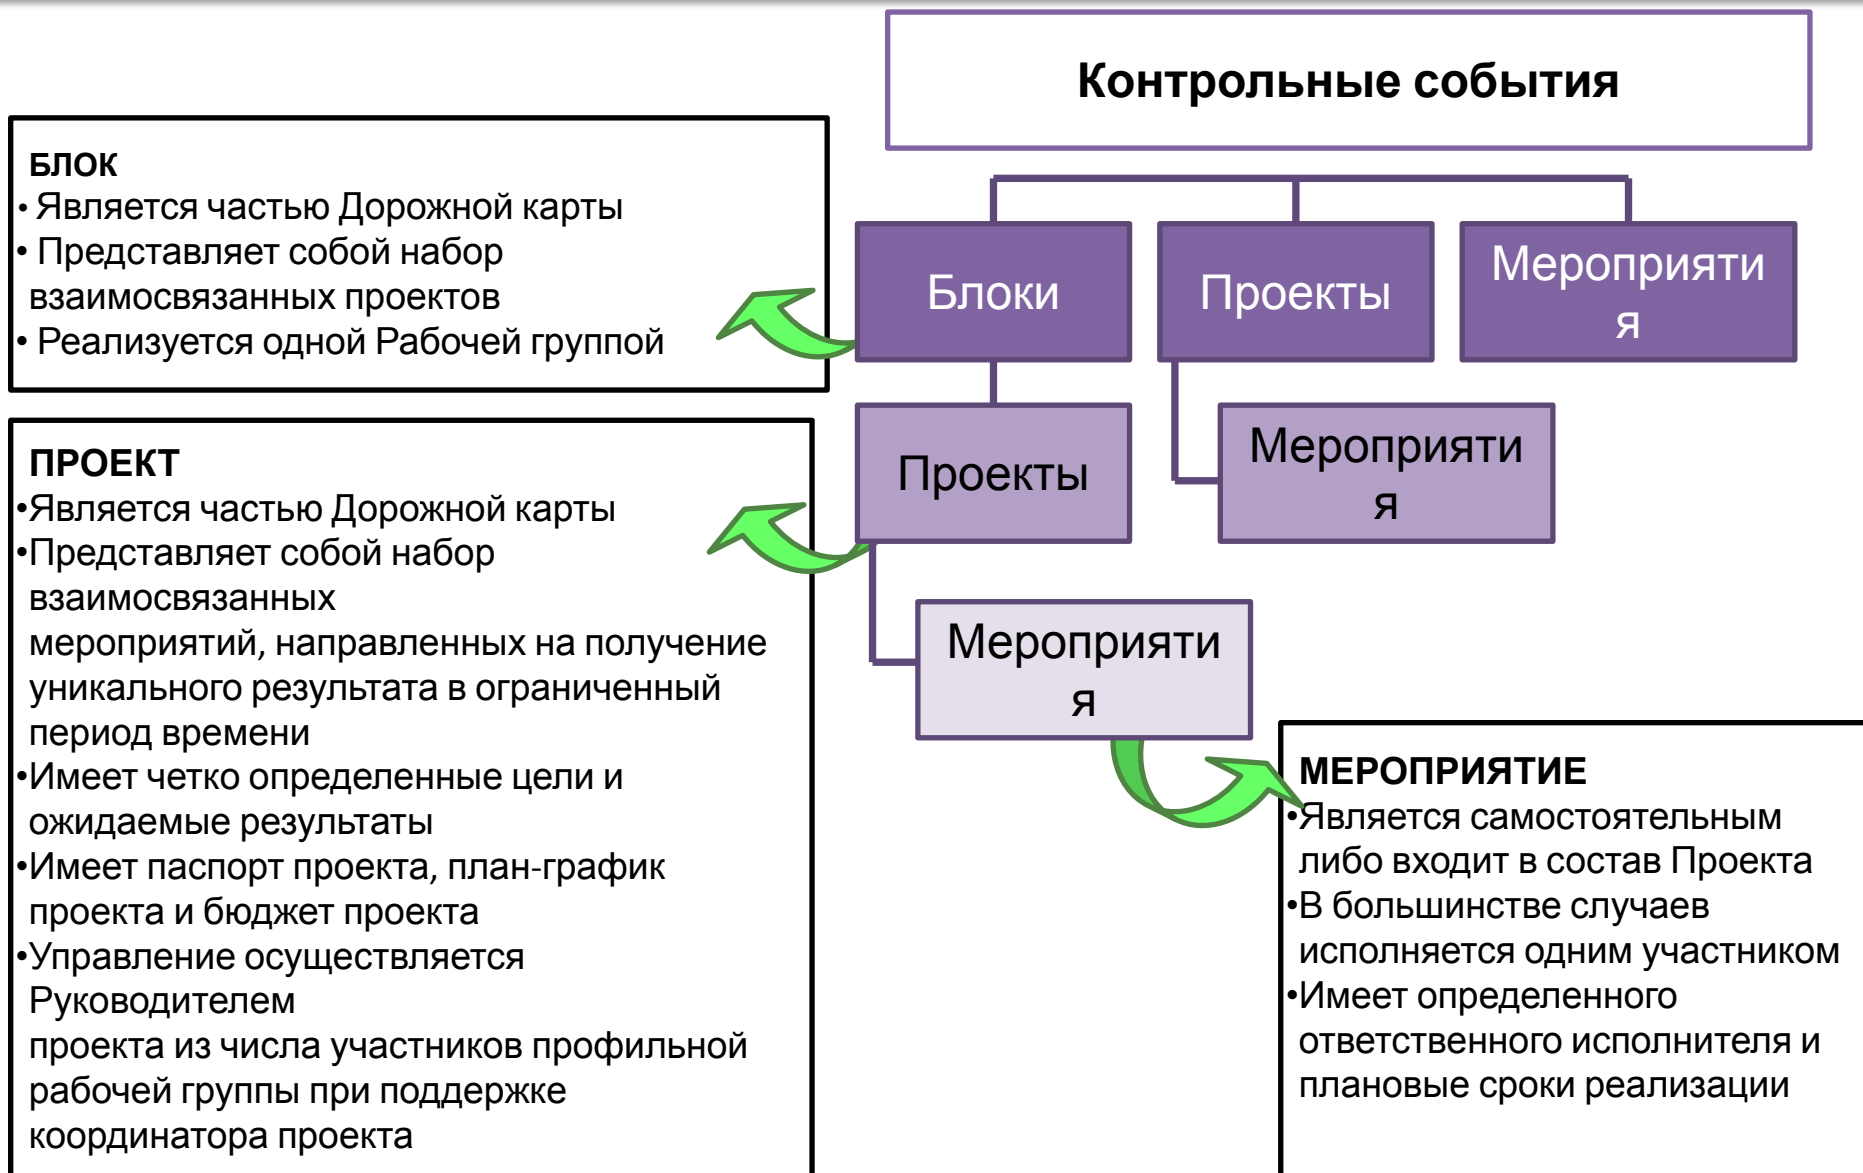 Контрольные события
БЛОК
• Является частью Дорожной карты
• Представляет собой набор
взаимосвязанных проектов
• Реализуется одной Рабочей группой
Блоки
Проекты
Мероприяти
я
Проекты
Мероприяти
я
Мероприяти
я
ПРОЕКТ
•Является частью Дорожной карты
•Представляет собой набор
взаимосвязанных
мероприятий, направленных на получение
уникального результата в ограниченный
период времени
•Имеет четко определенные цели и
ожидаемые результаты
•Имеет паспорт проекта, план-график
проекта и бюджет проекта
•Управление осуществляется
Руководителем
проекта из числа участников профильной
рабочей группы при поддержке
координатора проекта
МЕРОПРИЯТИЕ
•Является самостоятельным
либо входит в состав Проекта
•В большинстве случаев
исполняется одним участником
•Имеет определенного
ответственного исполнителя и
плановые сроки реализации